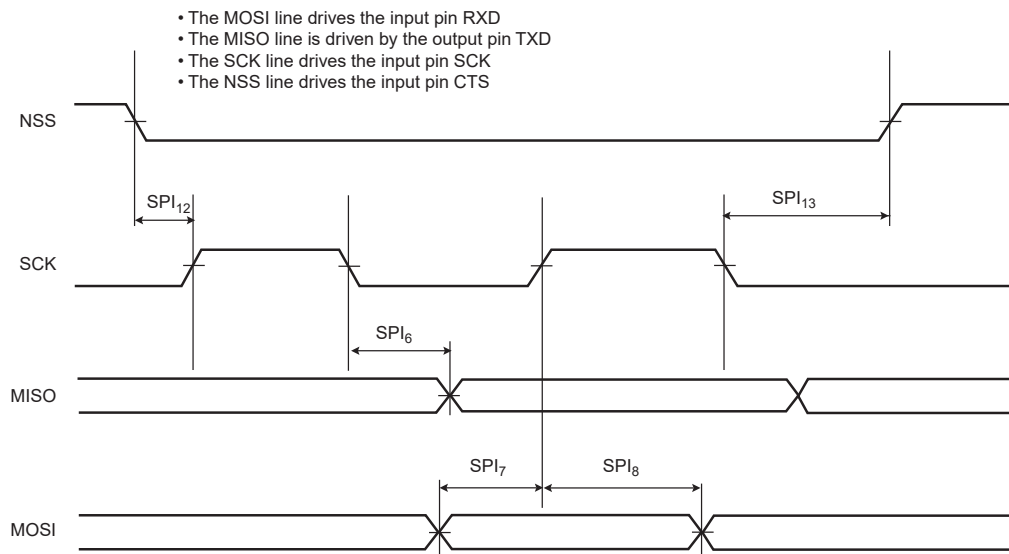 • The MOSI line drives the input pin RXD
• The MISO line is driven by the output pin TXD
• The SCK line drives the input pin SCK
• The NSS line drives the input pin CTS
NSS
SPI12
SPI13
SCK
SPI6
MISO
SPI7
SPI8
MOSI